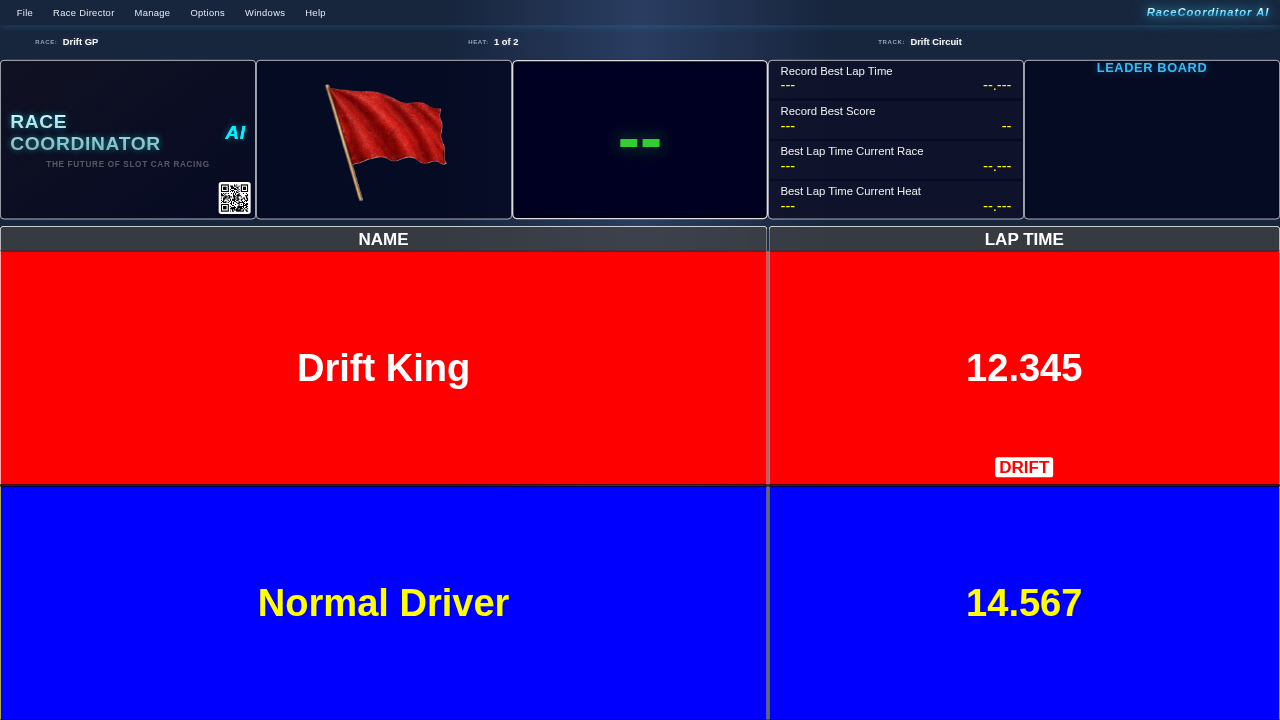 File Race Director Manage Options Windows Help RaceCoordinator AI
RACE: Drift GP HEAT: 1 of 2 TRACK: Drift Circuit
RACE
COORDINATOR AI
THE FUTURE OF SLOT CAR RACING
--
Record Best Lap Time
--- --.---
Record Best Score
--- --
Best Lap Time Current Race
--- --.---
Best Lap Time Current Heat
--- --.---
LEADER BOARD
NAME LAP TIME
Drift King 12.345
DRIFT
Normal Driver 14.567